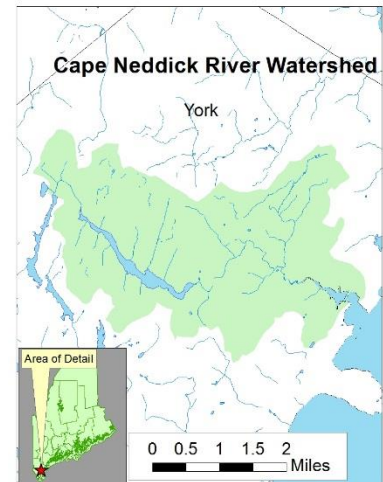 Cape Neddick River Watershed
York
Area of Detail
0 0.5 1 1.5 2
Miles